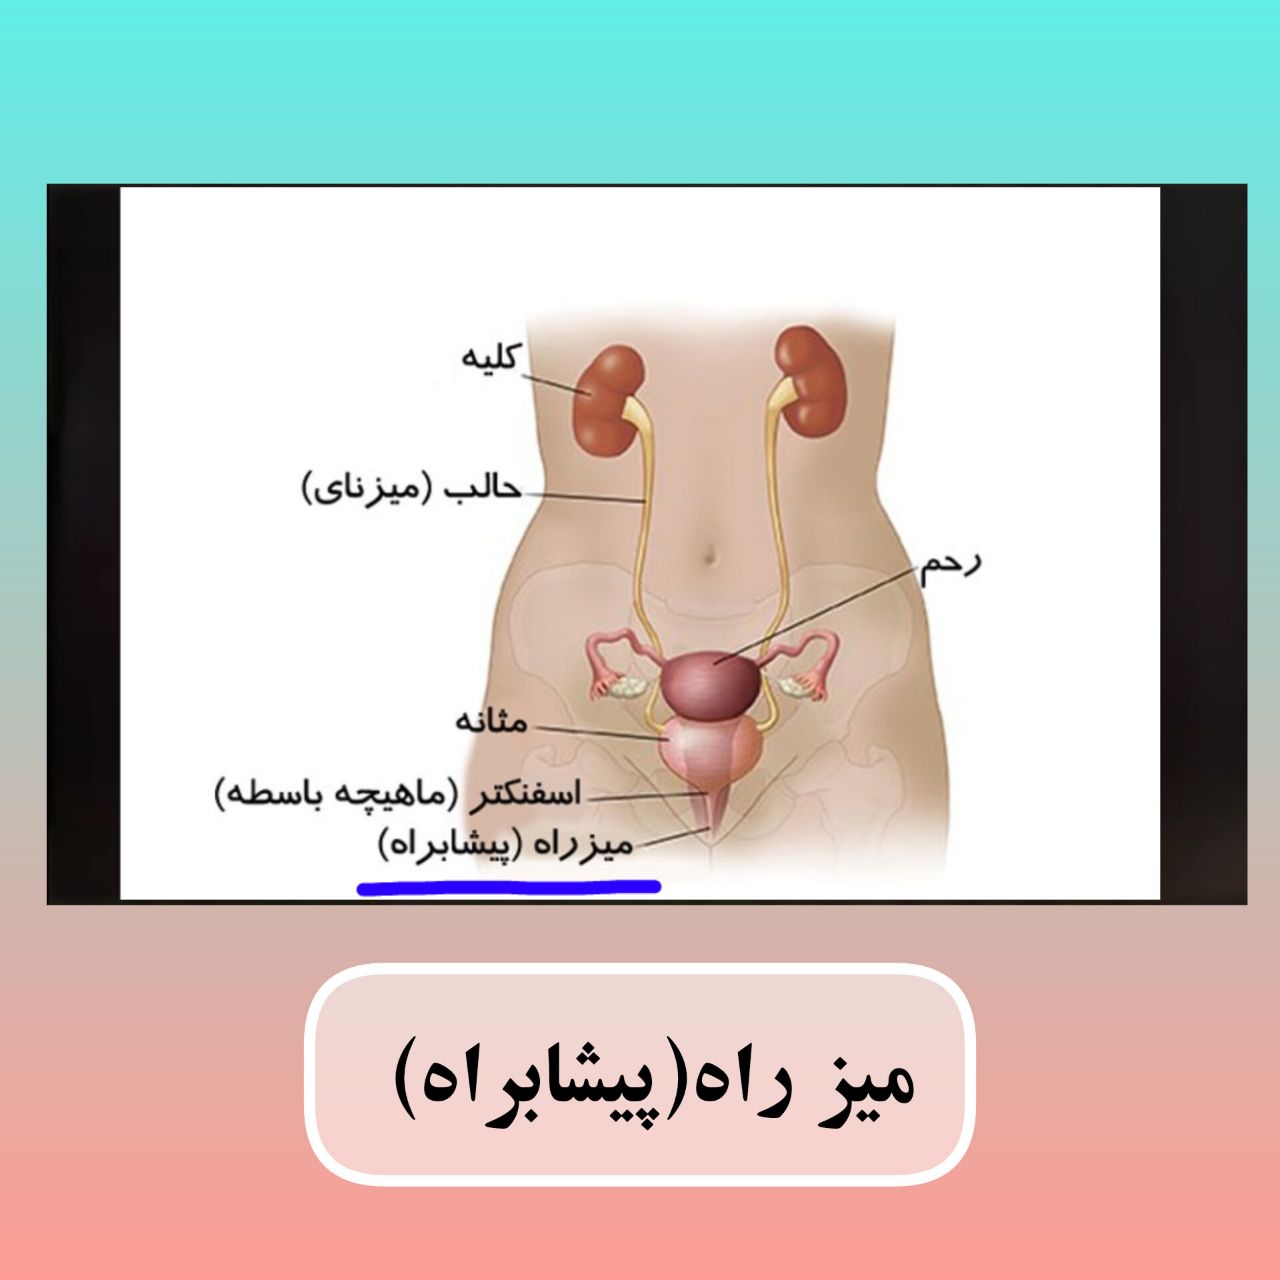 کلیه
حالب (میزنای)
رحم
مثانه
اسفنکتر (ماهیچه باسطه)
میزراه (پیشابراه)
میز راه(پیشابراه)